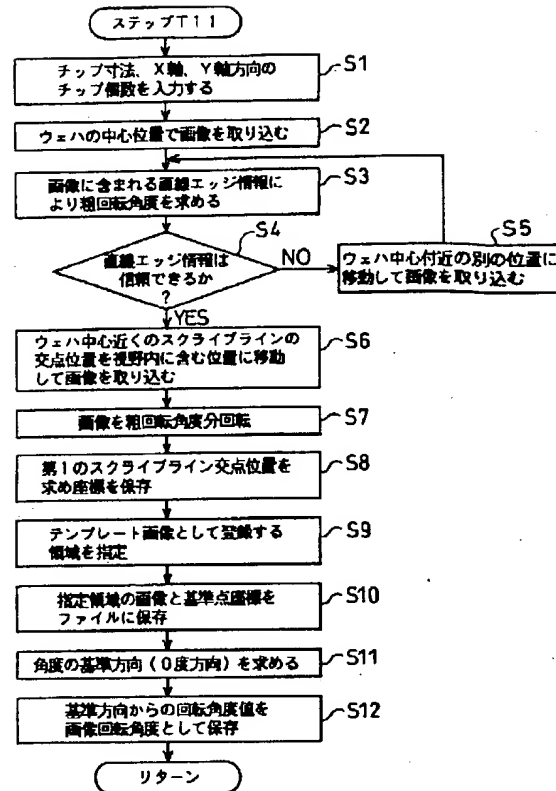 ステップT11
チップ寸法、X軸、Y軸方向の
チップ個数を入力する
S1
ウェハの中心位置で画像を取り込む
S2
画像に含まれる直線エッジ情報に
より粗回転角度を求める
S3
直線エッジ情報は
信頼できるか
?
S4
NO
ウェハ中心付近の別の位置に
移動して画像を取り込む
S5
YES
ウェハ中心近くのスクライブラインの
交点位置を視野内に含む位置に移動
して画像を取り込む
S6
画像を粗回転角度分回転
S7
第1のスクライブライン交点位置を
求め座標を保存
S8
テンプレート画像として登録する
領域を指定
S9
指定領域の画像と基準点座標を
ファイルに保存
S10
角度の基準方向(0度方向)を求める
S11
基準方向からの回転角度値を
画像回転角度として保存
S12
リターン